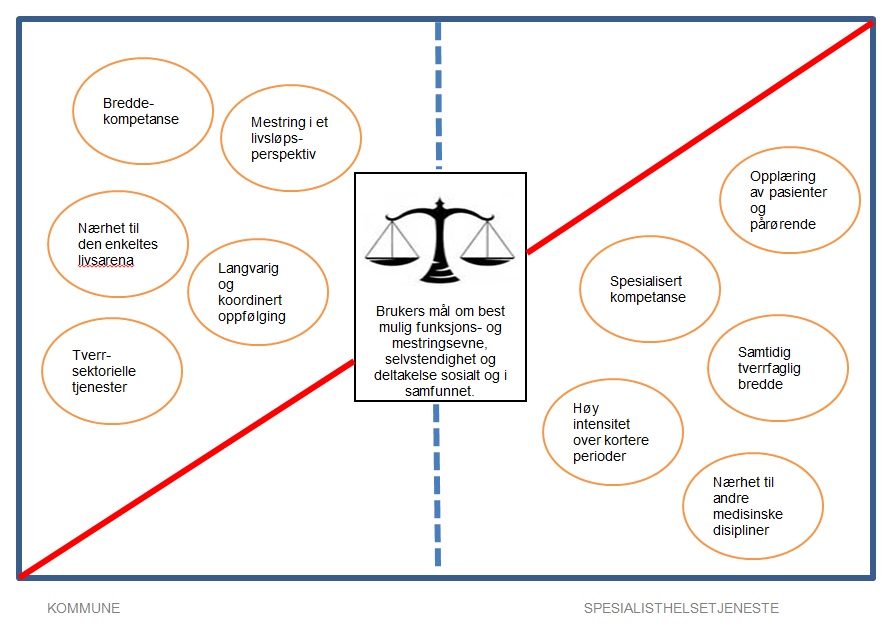 Bredde-
kompetanse
Mestring i et
livsløps-
perspektiv
Nærhet til
den enkeltes
livsarena
Langvarig
og
koordinert
oppfølging
Tverr-
sektorielle
tjenester
Brukers mål om best
mulig funksjons- og
mestringsevne,
selvstendighet og
deltakelse sosialt og i
samfunnet.
Opplæring
av pasienter
og
pårørende
Spesialisert
kompetanse
Samtidig
tverrfaglig
bredde
Høy
intensitet
over kortere
perioder
Nærhet til
andre
medisinske
disipliner
KOMMUNE
SPESIALISTHELSETJENESTE